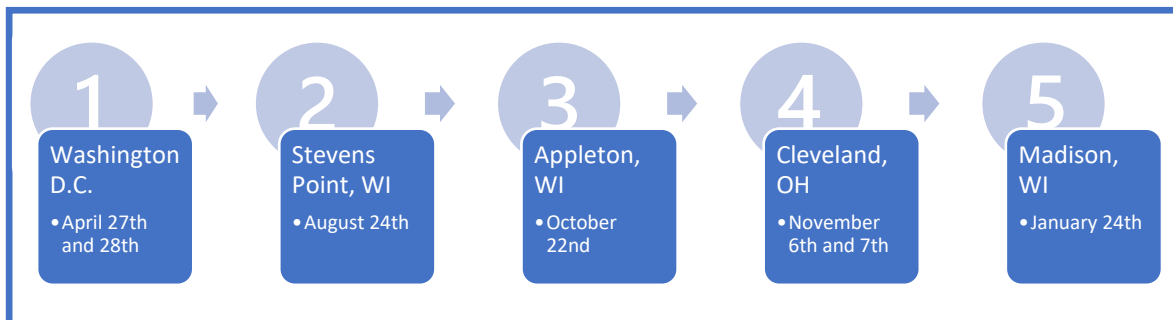 1
Washington
D.C.
•April 27th
and 28th
2
Stevens
Point, WI
•August 24th
3
Appleton,
WI
•October
22nd
4
Cleveland,
OH
•November
6th and 7th
5
Madison,
WI
•January 24th